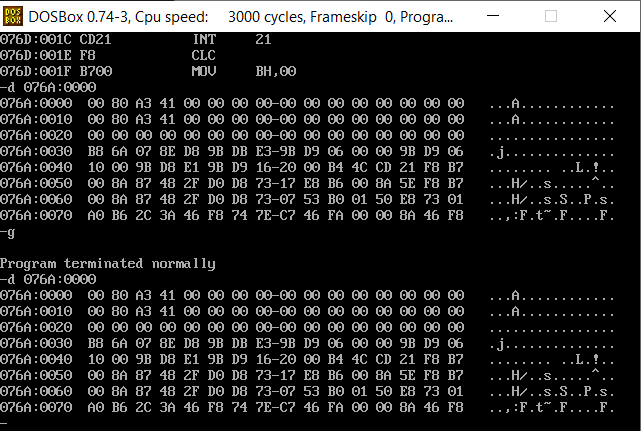 DOS BOX DOSBox 0.74-3, Cpu speed: 3000 cycles, Frameskip 0, Progra...
076D:001C CD21 INT 21
076D:001E F8 CLC
076D:001F B700 MOV BH,00
-d 076A:0000
076A:0000 00 80 A3 41 00 00 00 00-00 00 00 00 00 00 00 00 ...A............
076A:0010 00 80 A3 41 00 00 00 00-00 00 00 00 00 00 00 00 ...A............
076A:0020 00 00 00 00 00 00 00 00-00 00 00 00 00 00 00 00 ................
076A:0030 B8 6A 07 8E D8 9B DB E3-9B D9 06 00 00 9B D9 06 .j..............
076A:0040 10 00 9B D8 E1 9B D9 16-20 00 B4 4C CD 21 F8 B7 ........ ..L.!..
076A:0050 00 8A 87 48 2F D0 D8 73-17 E8 B6 00 8A 5E F8 B7 ...H/..s.....^..
076A:0060 00 8A 87 48 2F D0 D8 73-07 53 B0 01 50 E8 73 01 ...H/..s.S..P.s.
076A:0070 A0 B6 2C 3A 46 F8 74 7E-C7 46 FA 00 00 8A 46 F8 ..,:F.t~.F....F.
-g
Program terminated normally
-d 076A:0000
076A:0000 00 80 A3 41 00 00 00 00-00 00 00 00 00 00 00 00 ...A............
076A:0010 00 80 A3 41 00 00 00 00-00 00 00 00 00 00 00 00 ...A............
076A:0020 00 00 00 00 00 00 00 00-00 00 00 00 00 00 00 00 ................
076A:0030 B8 6A 07 8E D8 9B DB E3-9B D9 06 00 00 9B D9 06 .j..............
076A:0040 10 00 9B D8 E1 9B D9 16-20 00 B4 4C CD 21 F8 B7 ........ ..L.!..
076A:0050 00 8A 87 48 2F D0 D8 73-17 E8 B6 00 8A 5E F8 B7 ...H/..s.....^..
076A:0060 00 8A 87 48 2F D0 D8 73-07 53 B0 01 50 E8 73 01 ...H/..s.S..P.s.
076A:0070 A0 B6 2C 3A 46 F8 74 7E-C7 46 FA 00 00 8A 46 F8 ..,:F.t~.F....F.
-